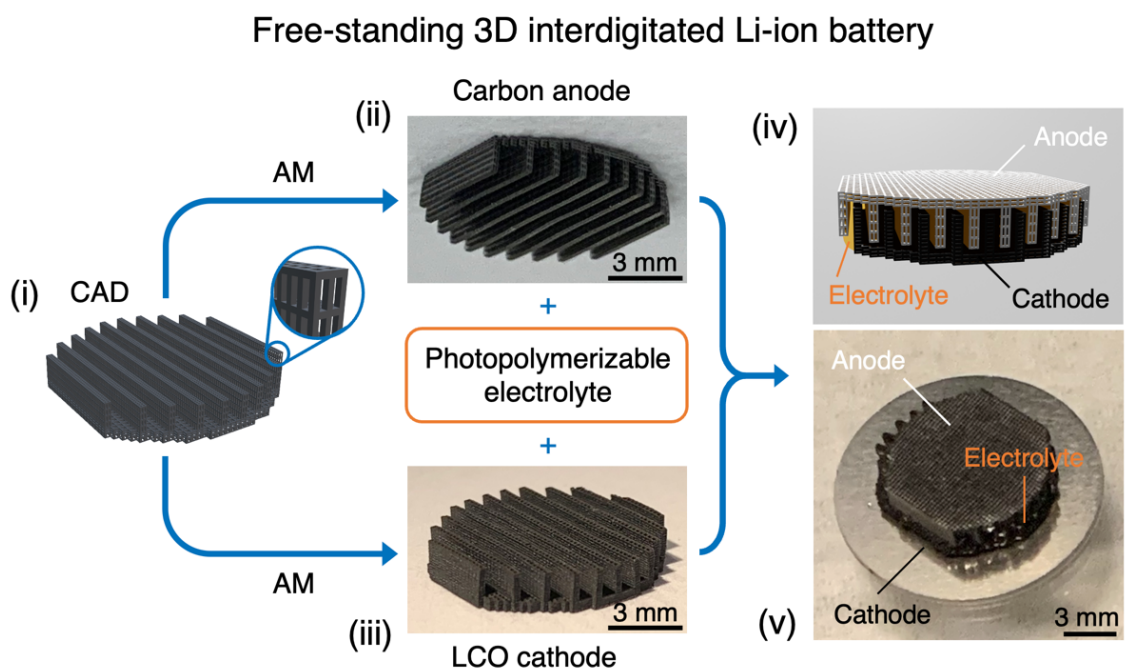 Free-standing 3D interdigitated Li-ion battery
(i)
CAD
AM
AM
(ii)
Carbon anode
3 mm
+
Photopolymerizable
electrolyte
+
3 mm
(iii)
LCO cathode
(iv)
Anode
Electrolyte
Cathode
Anode
Electrolyte
Cathode
(v)
3 mm